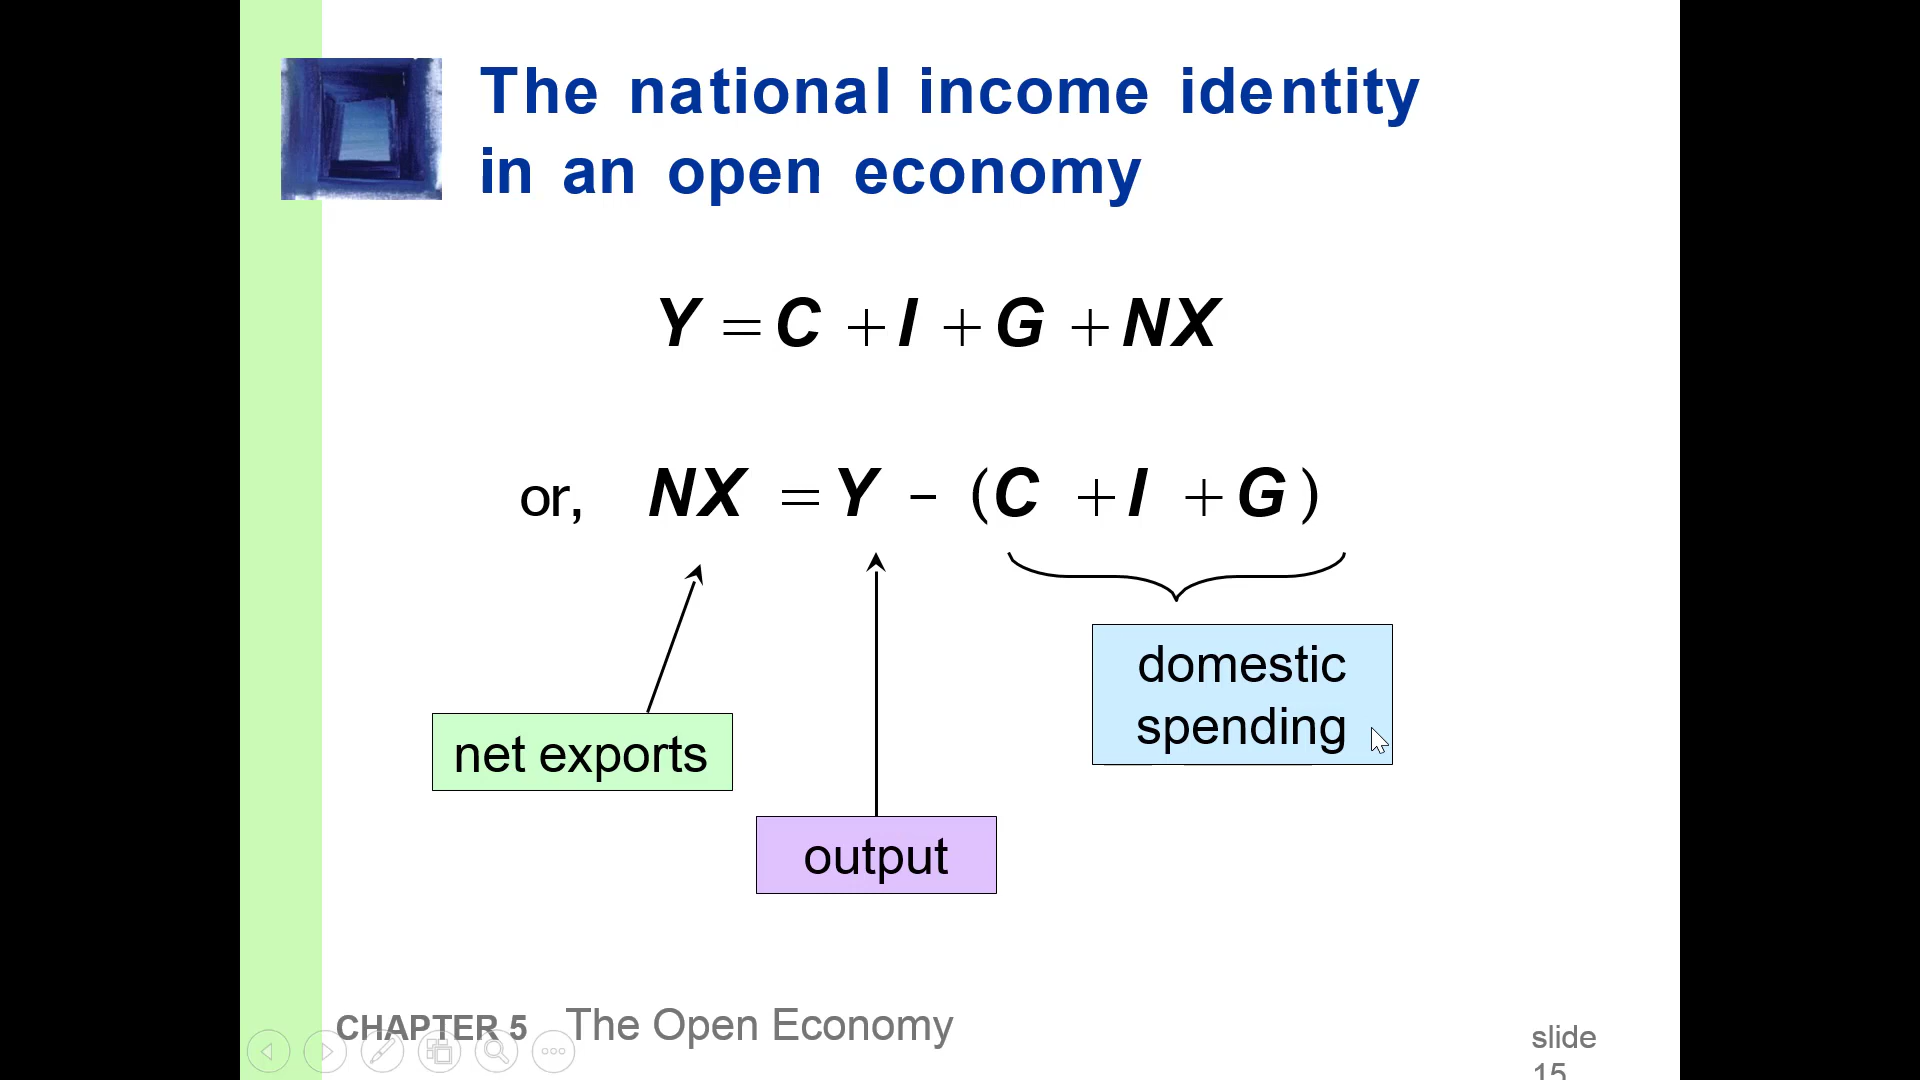 The national income identity
in an open economy
Y = C + I + G + NX
or, NX = Y - (C + I + G)
domestic
spending
net exports
output
CHAPTER 5 The Open Economy
slide
15